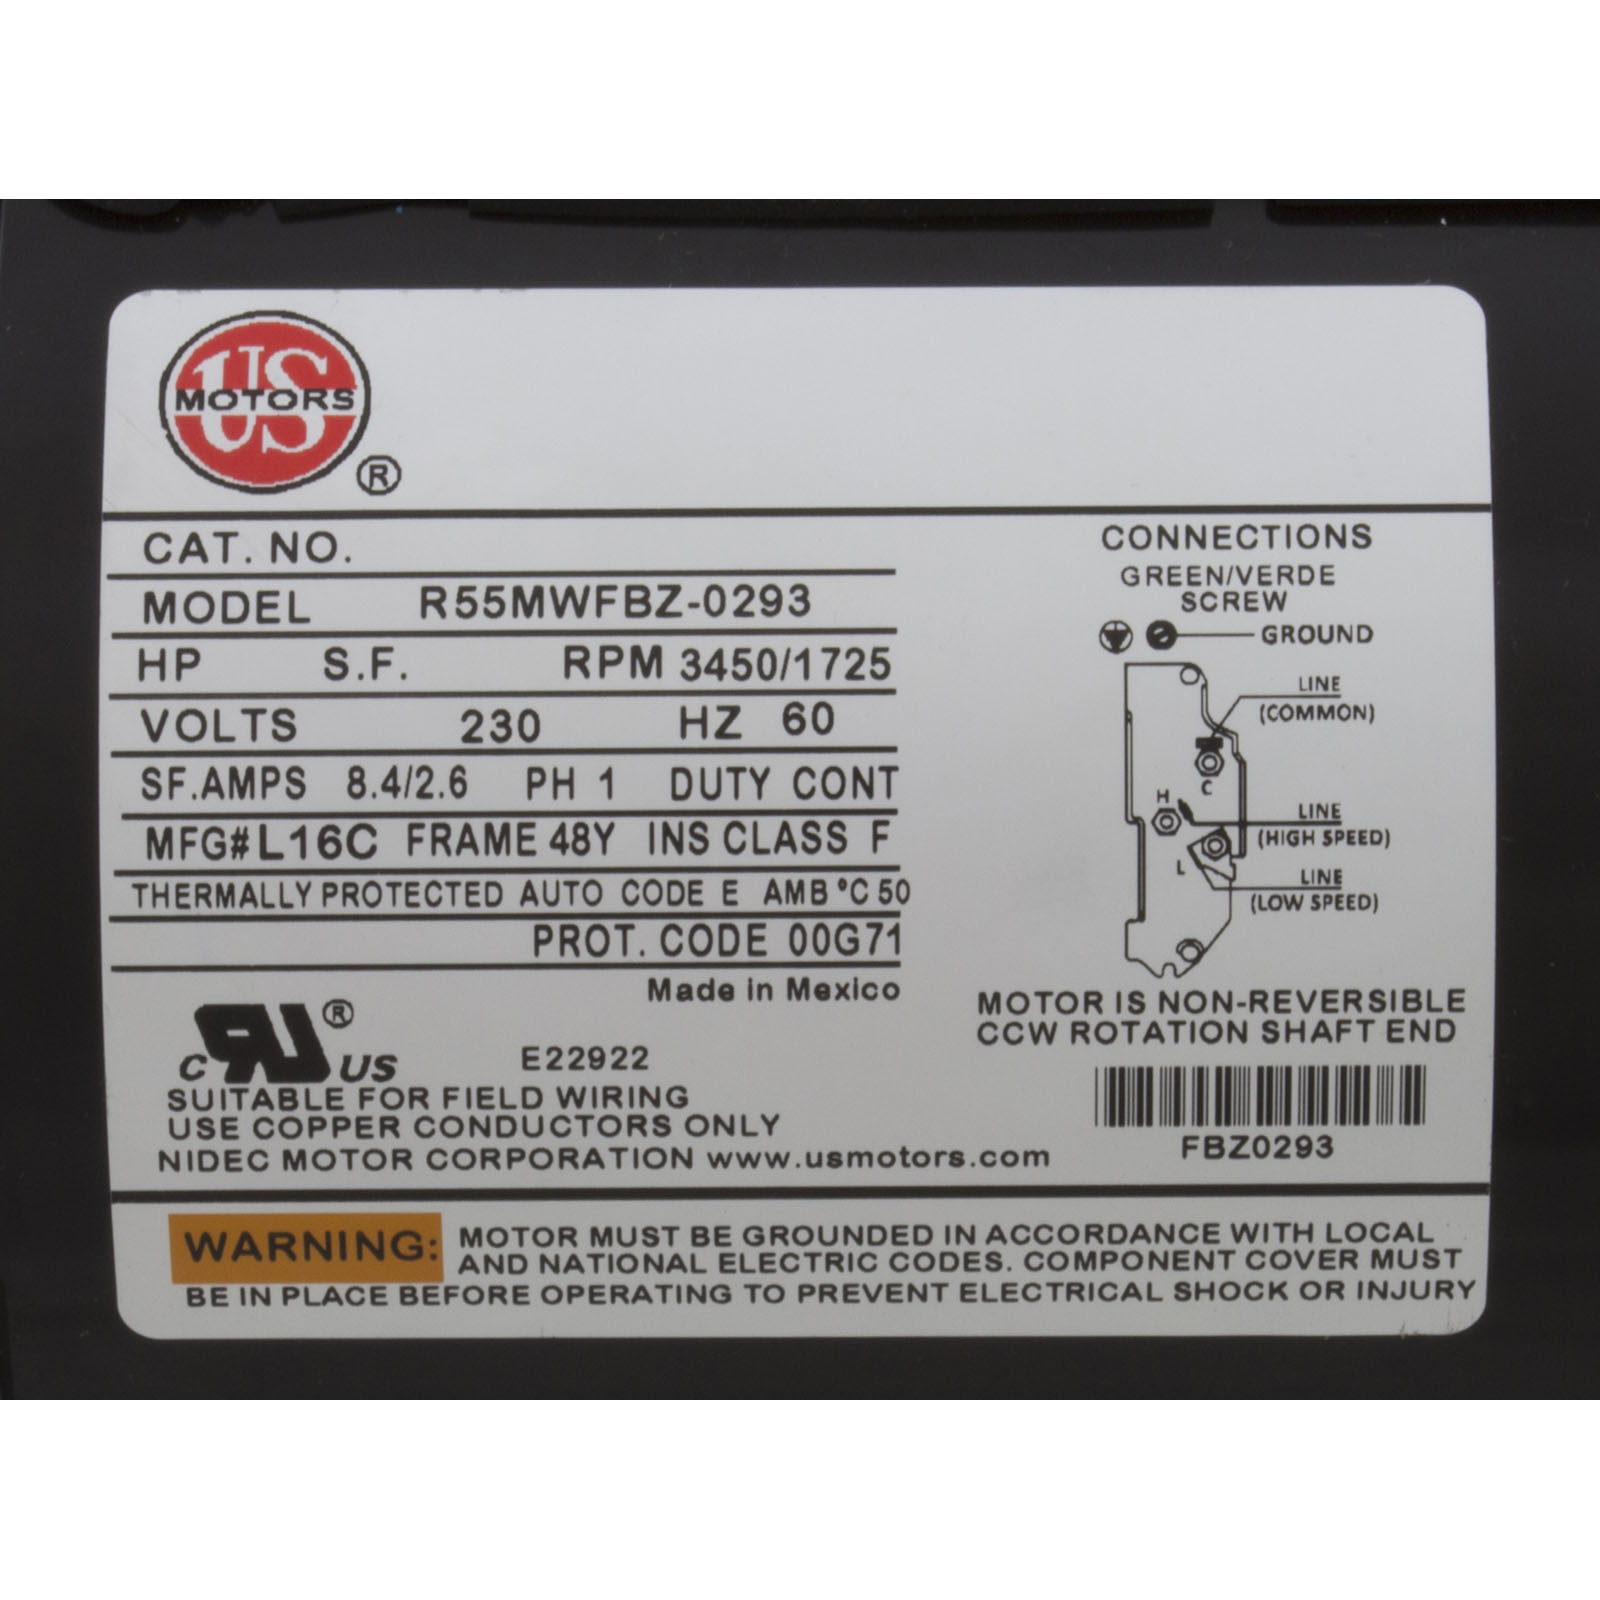 US
MOTORS
®
CAT. NO.
MODEL R55MWFBZ-0293
HP S.F. RPM 3450/1725
VOLTS 230 HZ 60
SF.AMPS 8.4/2.6 PH 1 DUTY CONT
MFG# L16C FRAME 48Y INS CLASS F
THERMALLY PROTECTED AUTO CODE E AMB °C 50
PROT. CODE 00G71
Made in Mexico
CONNECTIONS
GREEN/VERDE
SCREW
GROUND
LINE
(COMMON)
C
H
LINE
(HIGH SPEED)
L
LINE
(LOW SPEED)
MOTOR IS NON-REVERSIBLE
CCW ROTATION SHAFT END
FBZ0293
c RU ® US E22922
SUITABLE FOR FIELD WIRING
USE COPPER CONDUCTORS ONLY
NIDEC MOTOR CORPORATION www.usmotors.com
WARNING: MOTOR MUST BE GROUNDED IN ACCORDANCE WITH LOCAL
AND NATIONAL ELECTRIC CODES. COMPONENT COVER MUST
BE IN PLACE BEFORE OPERATING TO PREVENT ELECTRICAL SHOCK OR INJURY